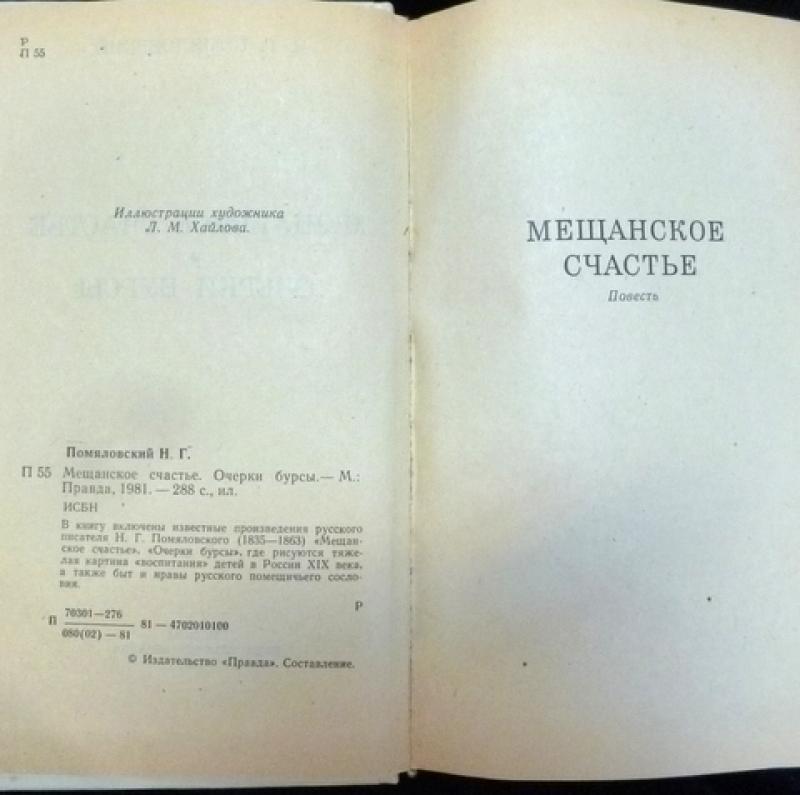 Р
П 55
Иллюстрации художника
Л. М. Хайлова.
Помяловский Н. Г.
П 55 Мещанское счастье. Очерки бурсы.— М.:
Правда, 1981. — 288 с., ил.
ИСБН
В книгу включены известные произведения русского
писателя Н. Г. Помяловского (1835—1863) «Мещан-
ское счастье», «Очерки бурсы», где рисуются тяже-
лая картина «воспитания» детей в России XIX века,
а также быт и нравы русского помещичьего сосло-
вия.
Р
П 70301—276
080(02) — 81
81 — 4702010100
© Издательство «Правда». Составление.
МЕЩАНСКОЕ
СЧАСТЬЕ
Повесть